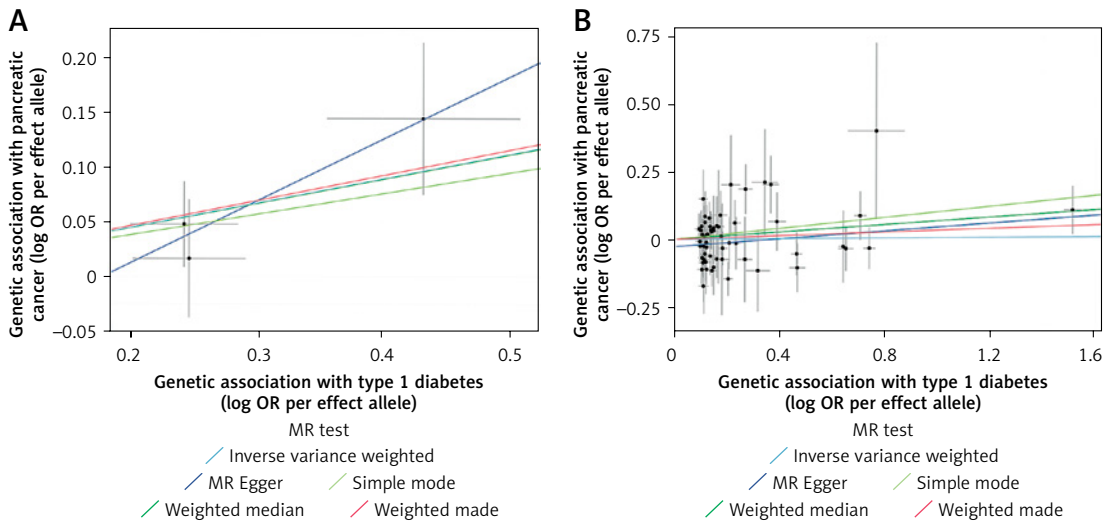 A
Genetic association with pancreatic
cancer (log OR per effect allele)
0.20
0.15
0.10
0.05
0
–0.05
0.2
0.3
0.4
0.5
Genetic association with type 1 diabetes
(log OR per effect allele)
MR test
Inverse variance weighted
MR Egger
Simple mode
Weighted median
Weighted made
B
Genetic association with pancreatic
cancer (log OR per effect allele)
0.75
0.50
0.25
0
–0.25
0
0.4
0.8
1.2
1.6
Genetic association with type 1 diabetes
(log OR per effect allele)
MR test
Inverse variance weighted
MR Egger
Simple mode
Weighted median
Weighted made